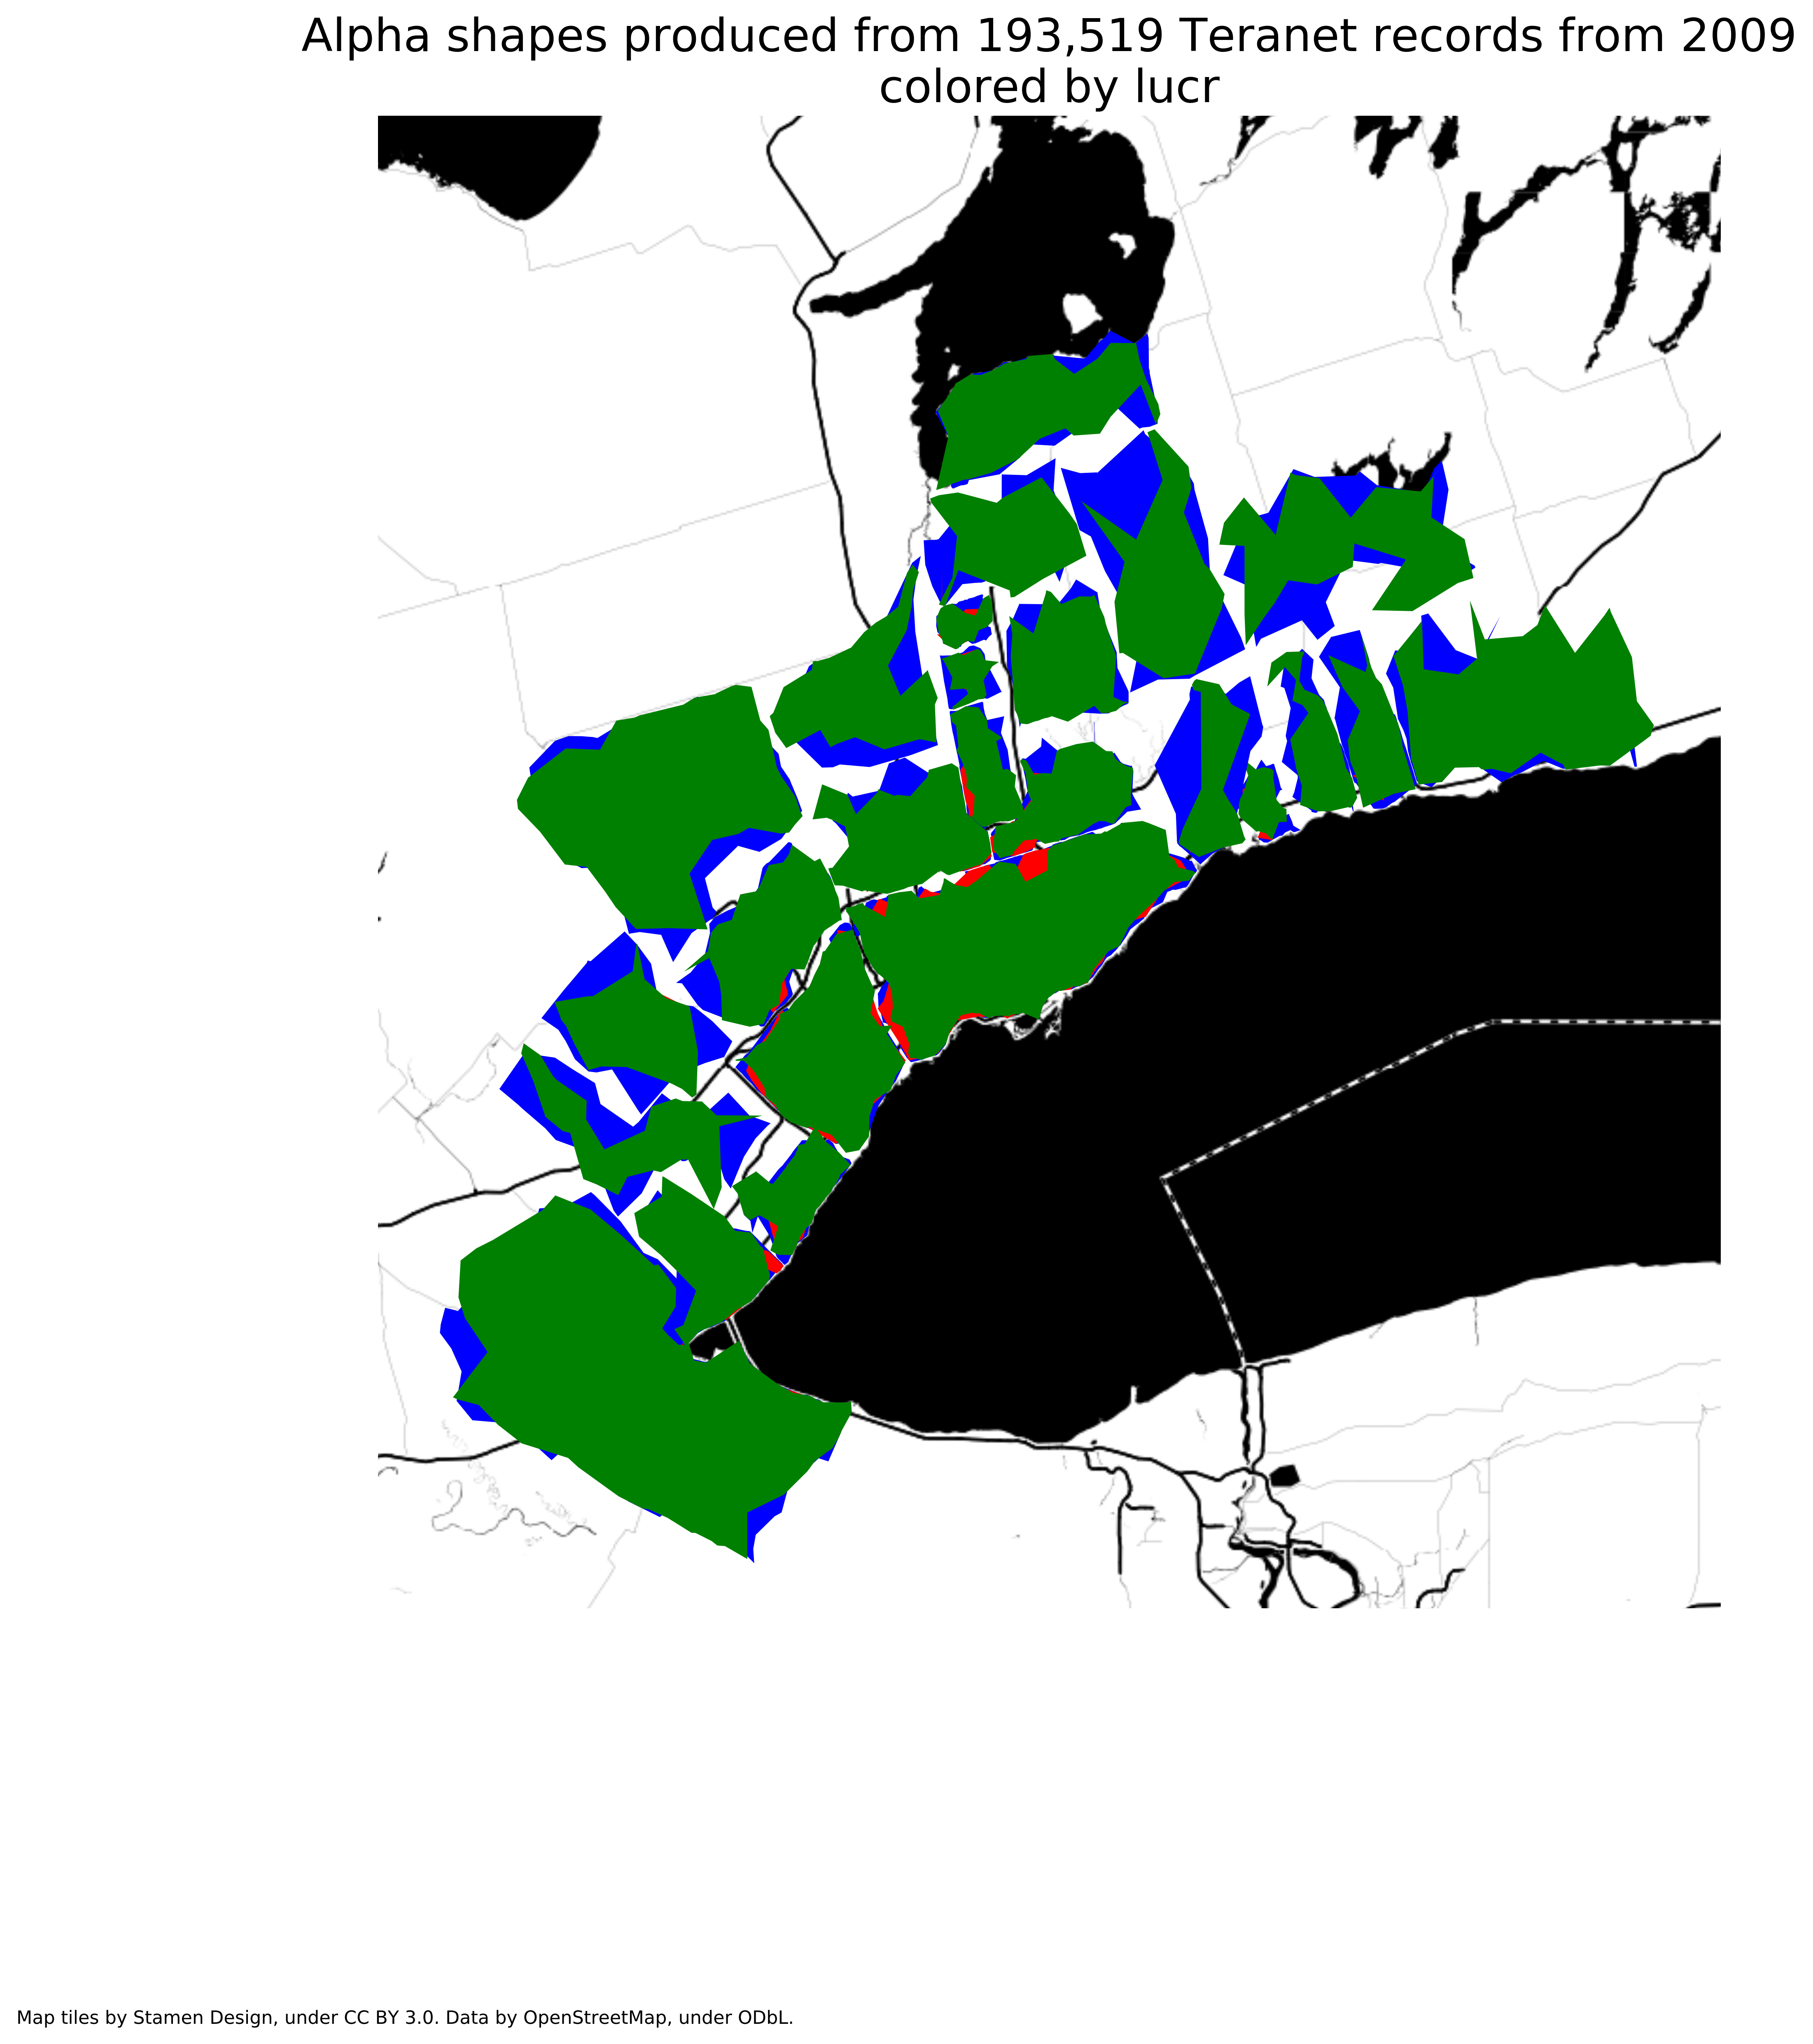 Alpha shapes produced from 193,519 Teranet records from 2009
colored by lucr
Map tiles by Stamen Design, under CC BY 3.0. Data by OpenStreetMap, under ODbL.